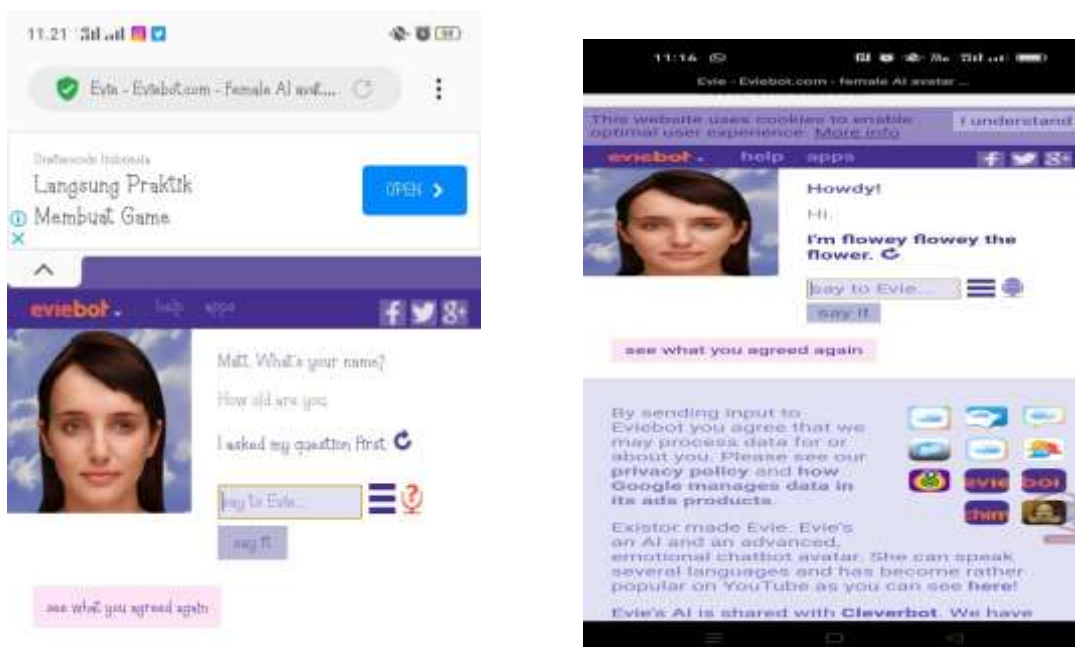 11.21
Evie - Eviebot.com - Female AI avat...
Langsung Praktik
Membuat Game
OPEN
eviebot.
help apps
Matt, What's your name?
How old are you
I asked my question first.
say to Evie...
say it
see what you agreed again
11:16
Evie - Eviebot.com - female AI avatar ...
This website uses cookies to enable
optimal user experience. More info
I understand
eviebot. help apps
Howdy!
Hi.
I'm flowey flowey the
flower.
say to Evie...
say it
see what you agreed again
By sending input to
Eviebot you agree that we
may process data for or
about you. Please see our
privacy policy and how
Google manages data in
its ads products.
evie boi
chim
Existor made Evie. Evie's
an AI and an advanced,
emotional chatbot avatar. She can speak
several languages and has become rather
popular on YouTube as you can see here!
Evie's AI is shared with Cleverbot. We have